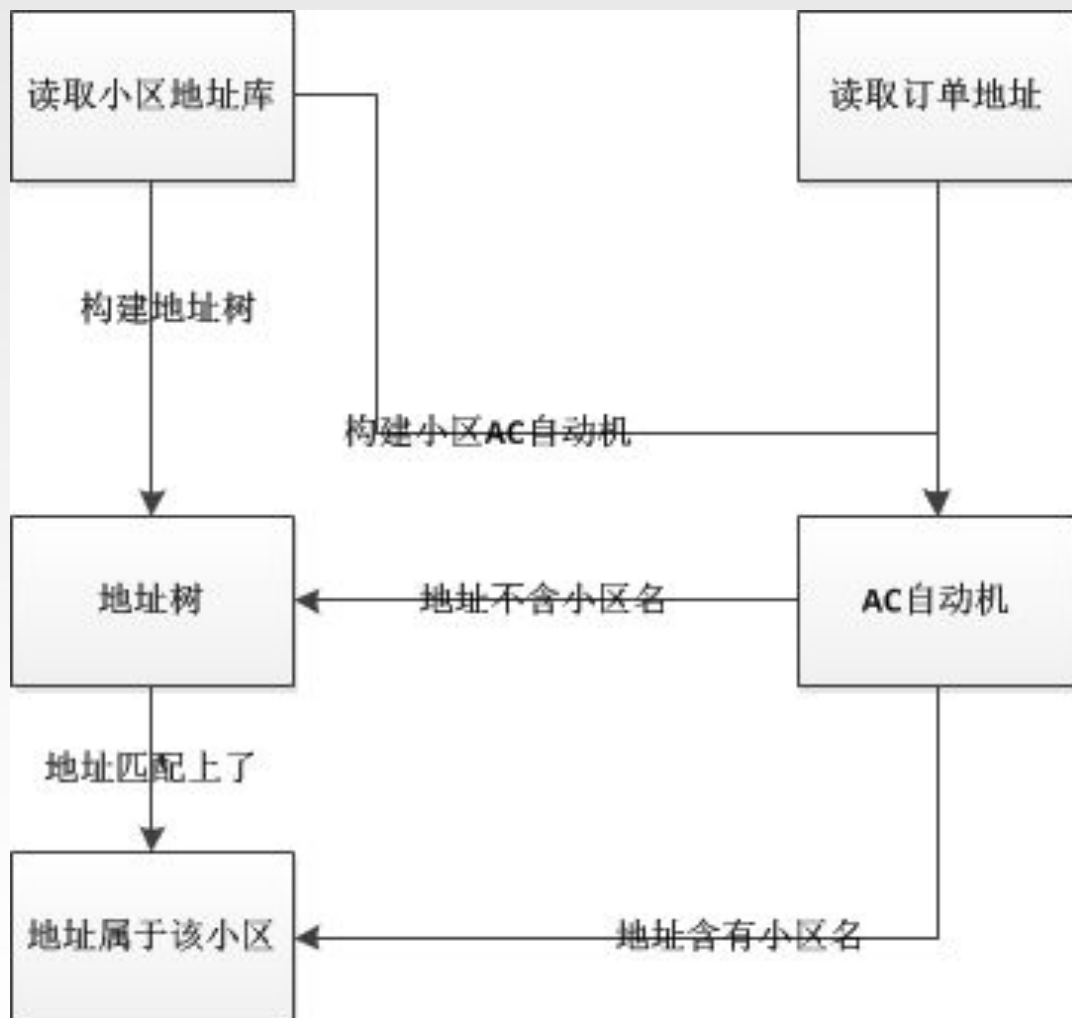 读取小区地址库
读取订单地址
构建地址树
构建小区AC自动机
地址树
地址不含小区名
AC自动机
地址匹配上了
地址属于该小区
地址含有小区名